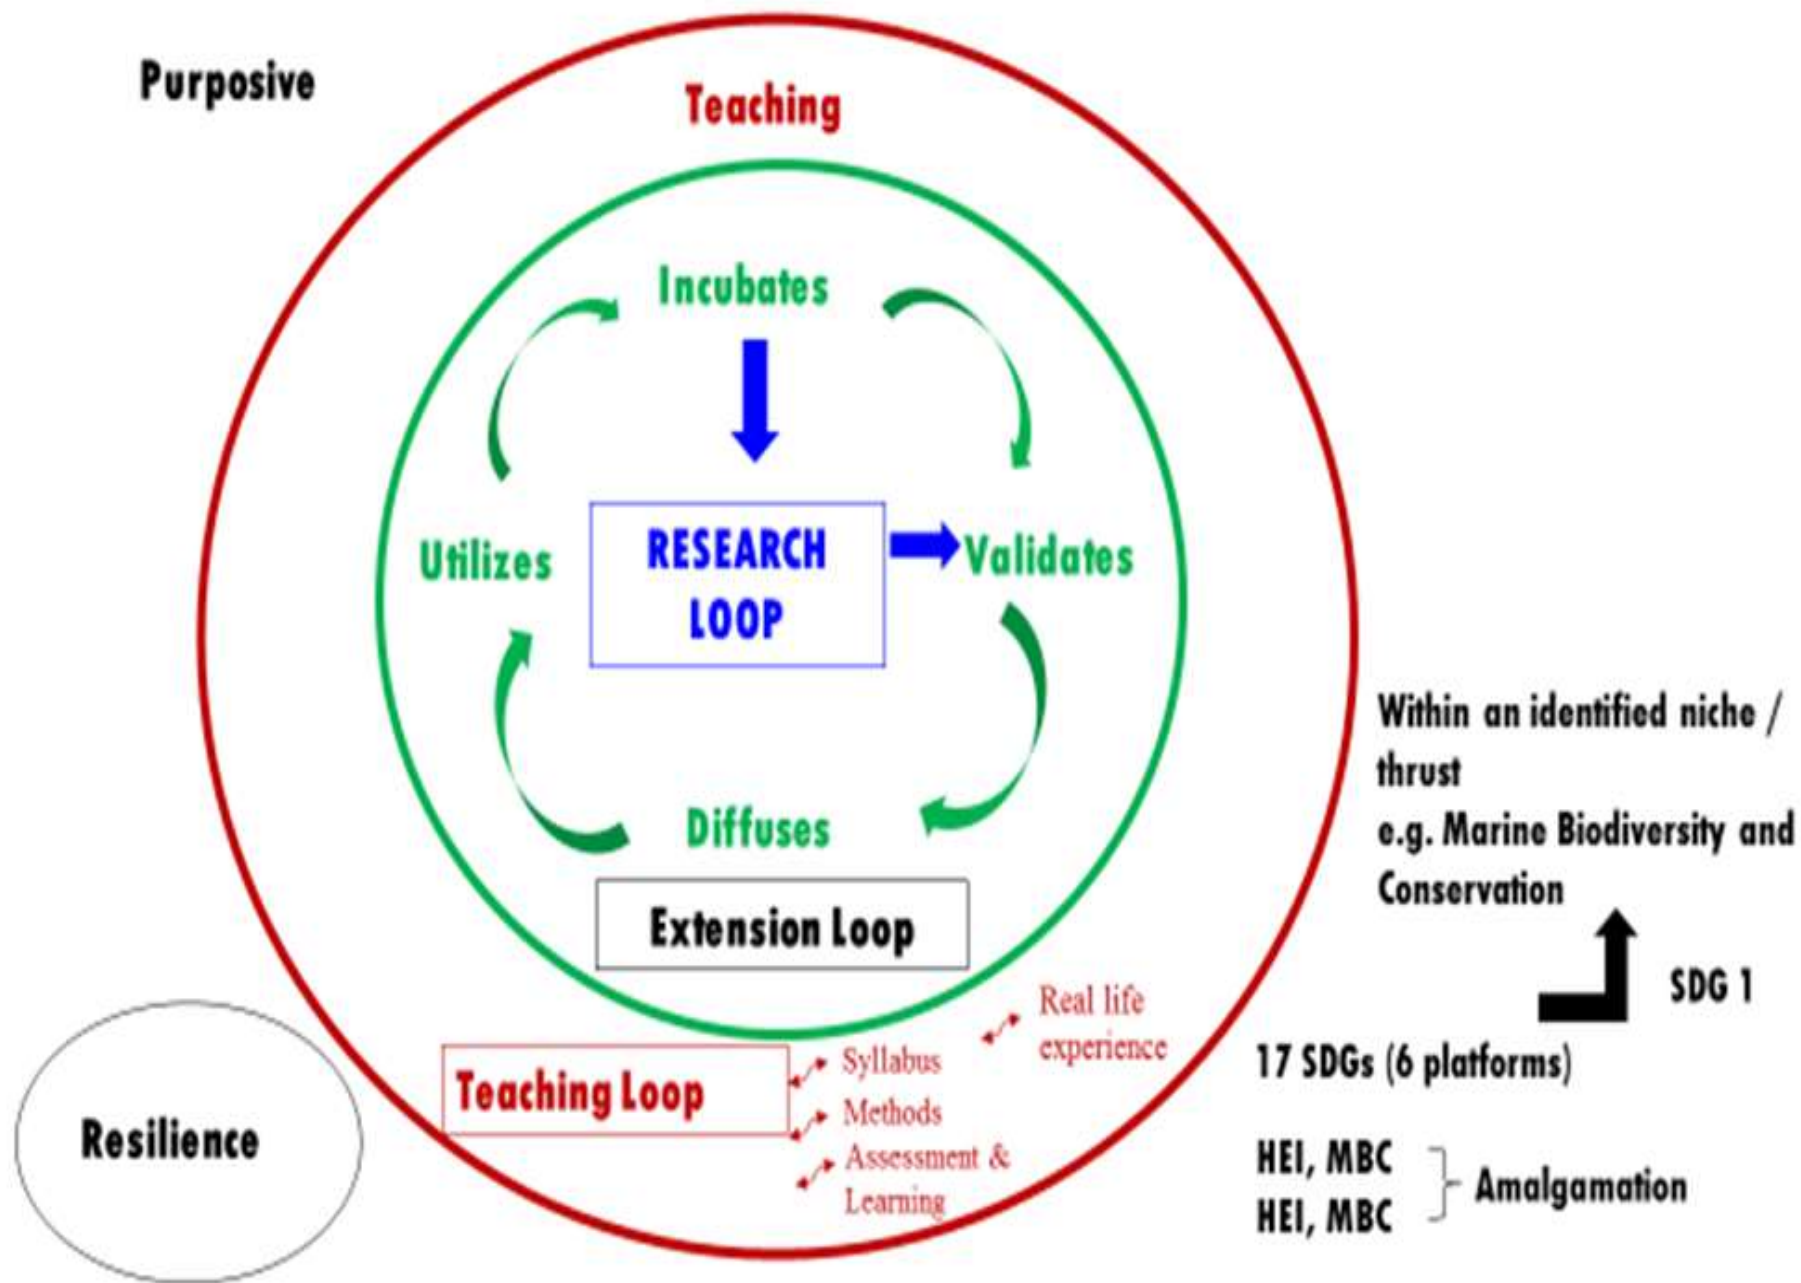 Purposive
Teaching
Incubates
Utilizes
RESEARCH
LOOP
Validates
Diffuses
Extension Loop
Within an identified niche /
thrust
e.g. Marine Biodiversity and
Conservation
SDG 1
17 SDGs (6 platforms)
Real life
experience
Teaching Loop
Syllabus
Methods
Assessment &
Learning
Resilience
HEI, MBC
HEI, MBC
Amalgamation